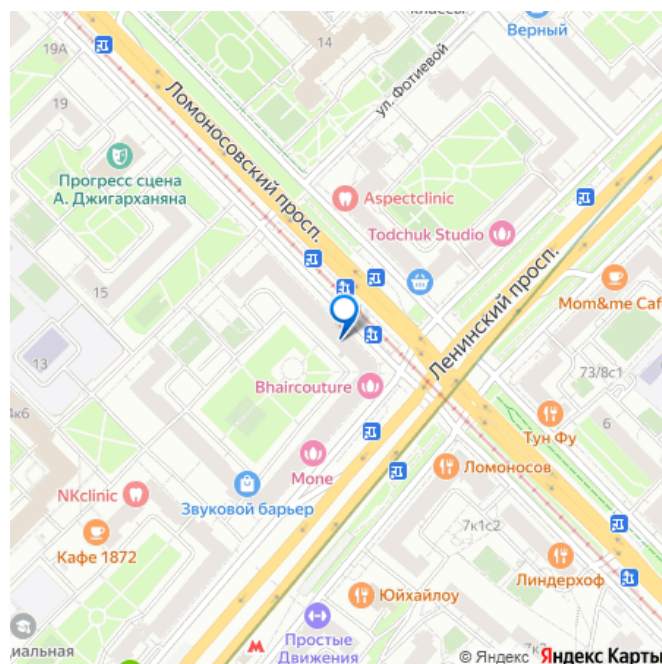 классы
Верный
19А
14
ул. Фотиевой
Ломоносовский просп.
19
Прогресс сцена
А. Джигарханяна
Aspectclinic
Todchuk Studio
Ленинский просп.
15
Mom&me Caf
13
73/8с1
Bhaircouture
6
Тун Фу
Mone
Ломоносов
NKclinic
Звуковой барьер
7к1с2
Кафе 1872
Линдерхоф
Юйхайлоу
Простые
Движения
© Яндекс Яндекс Карты